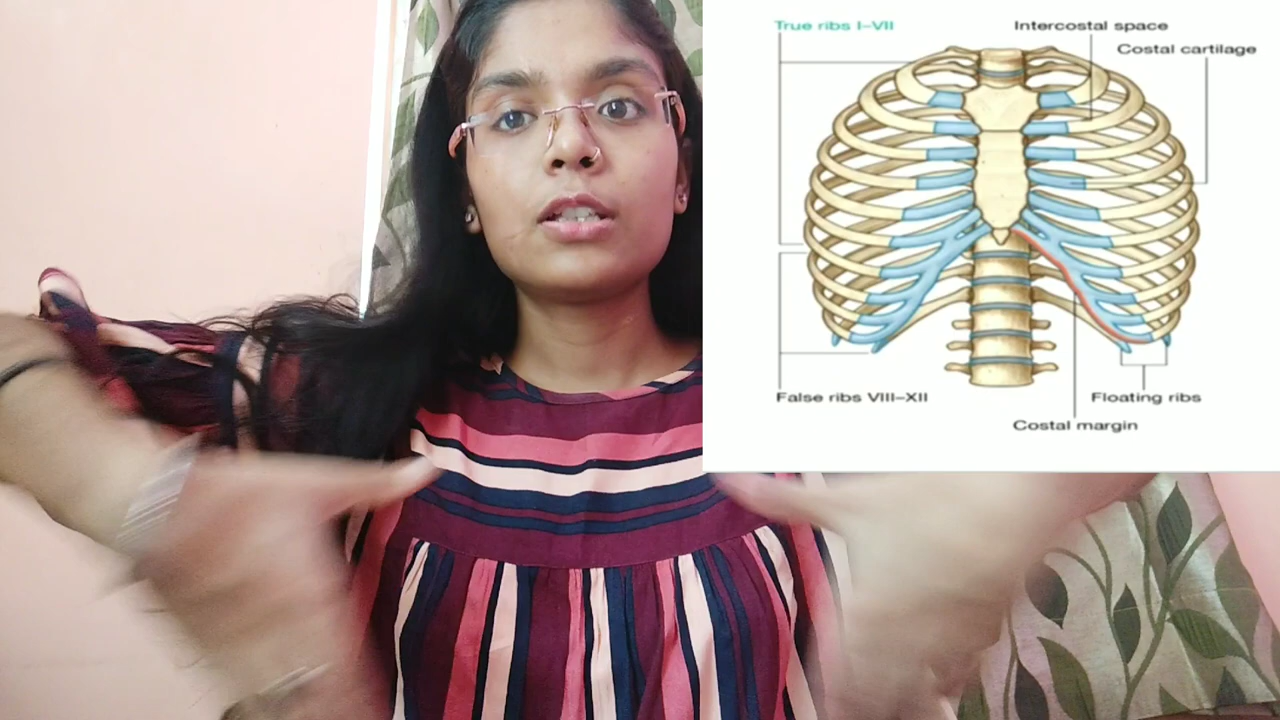 True ribs I–VII
Intercostal space
Costal cartilage
False ribs VIII–XII
Floating ribs
Costal margin